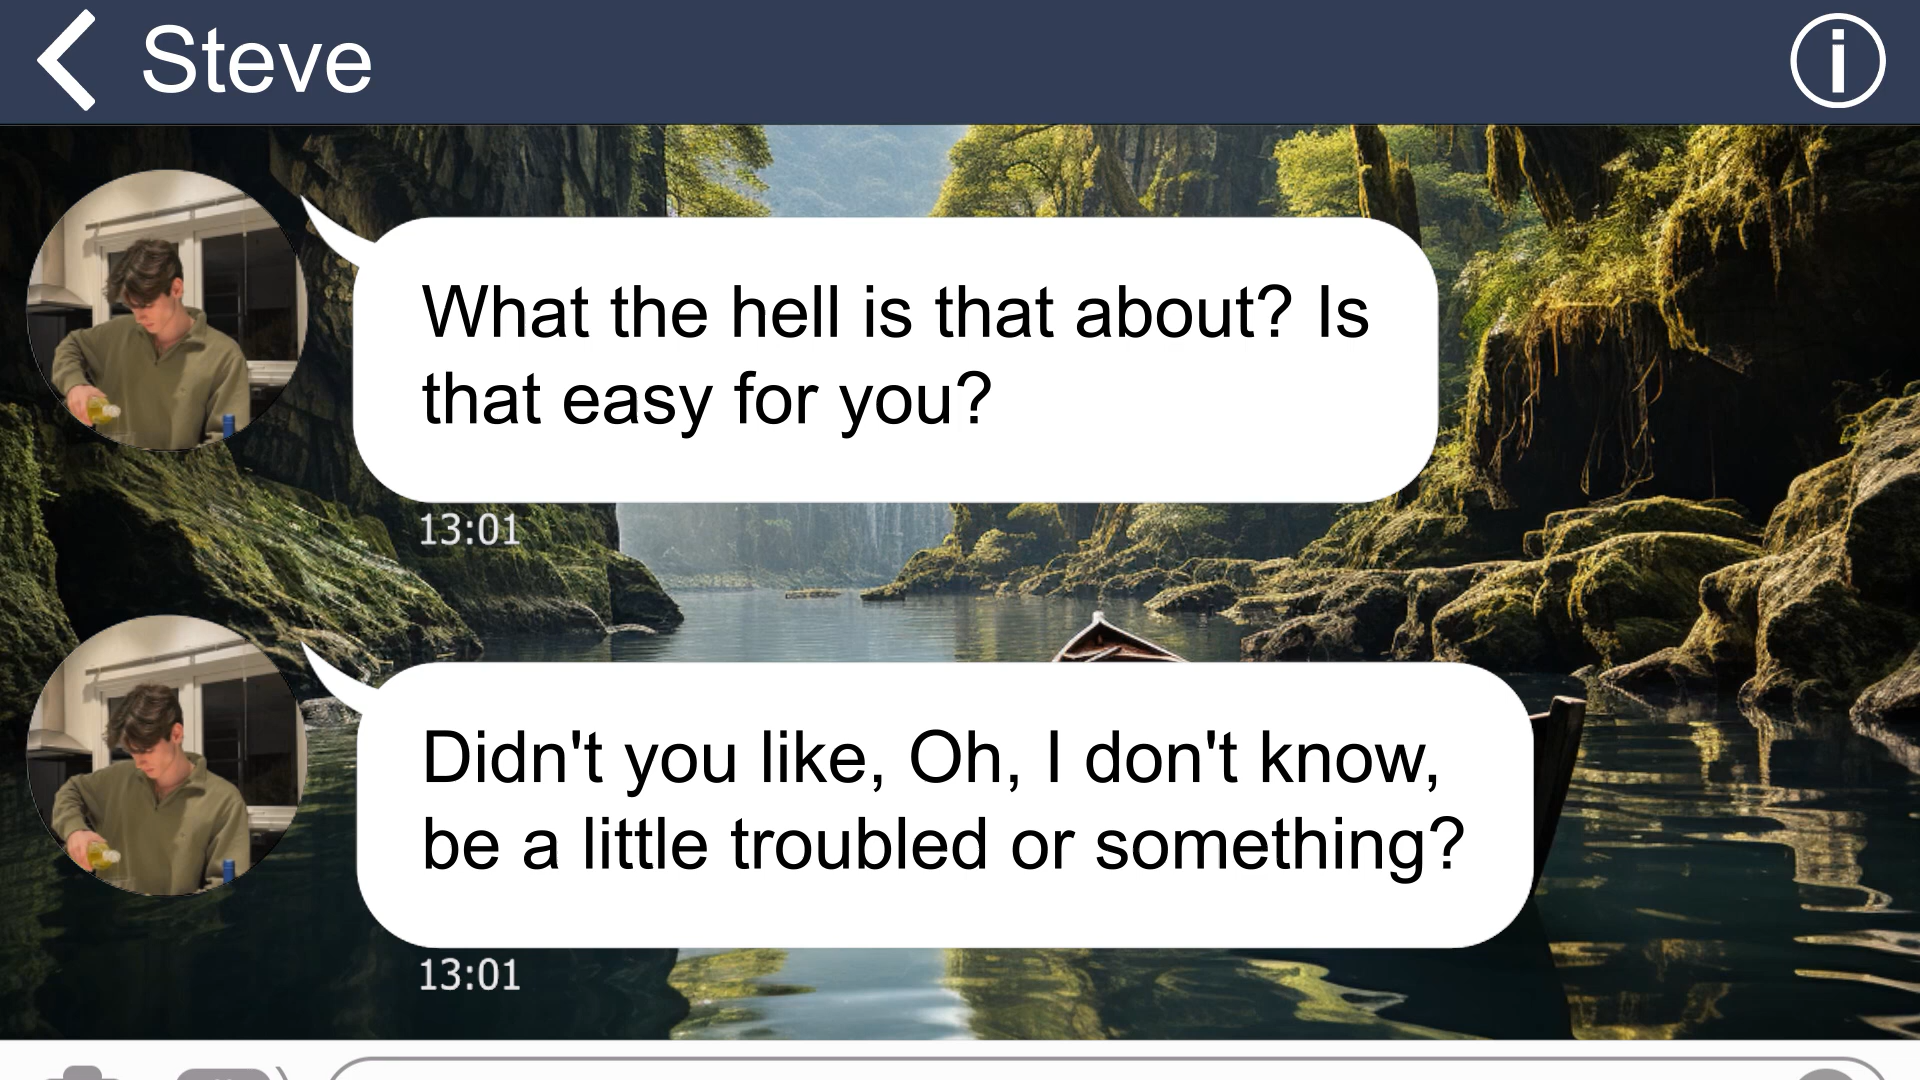 Steve
What the hell is that about? Is
that easy for you?
13:01
Didn't you like, Oh, I don't know,
be a little troubled or something?
13:01